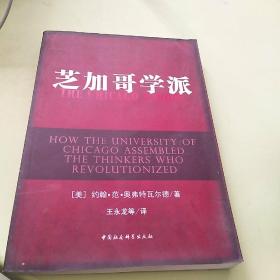 芝加哥学派
THE CHICAGO
HOW THE UNIVERSITY OF
CHICAGO ASSEMBLED
THE THINKERS WHO
REVOLUTIONIZED
[美] 约翰·范·奥弗特瓦尔德/著
王永龙等/译
中国社会科学出版社